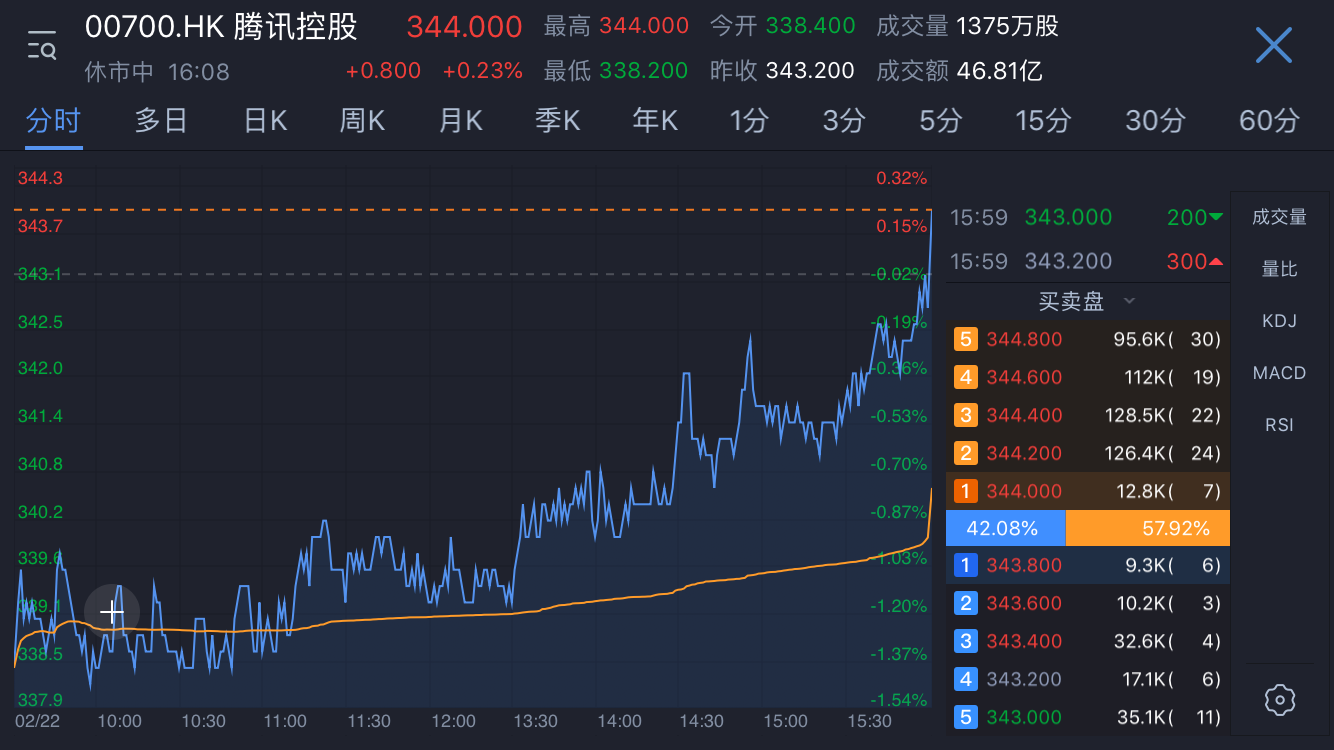 00700.HK 腾讯控股 344.000 最高 344.000 今开 338.400 成交量 1375万股
休市中 16:08 +0.800 +0.23% 最低 338.200 昨收 343.200 成交额 46.81亿
分时 多日 日K 周K 月K 季K 年K 1分 3分 5分 15分 30分 60分
344.3 0.32%
343.7 0.15%
343.1 -0.02%
342.5 -0.19%
342.0 -0.36%
341.4 -0.53%
340.8 -0.70%
340.2 -0.87%
339.6 -1.03%
339.1 -1.20%
338.5 -1.37%
337.9 -1.54%
02/22 10:00 10:30 11:00 11:30 12:00 13:30 14:00 14:30 15:00 15:30
15:59 343.000 200
15:59 343.200 300
买卖盘
5 344.800 95.6K( 30)
4 344.600 112K( 19)
3 344.400 128.5K( 22)
2 344.200 126.4K( 24)
1 344.000 12.8K( 7)
42.08% 57.92%
1 343.800 9.3K( 6)
2 343.600 10.2K( 3)
3 343.400 32.6K( 4)
4 343.200 17.1K( 6)
5 343.000 35.1K( 11)
成交量
量比
KDJ
MACD
RSI